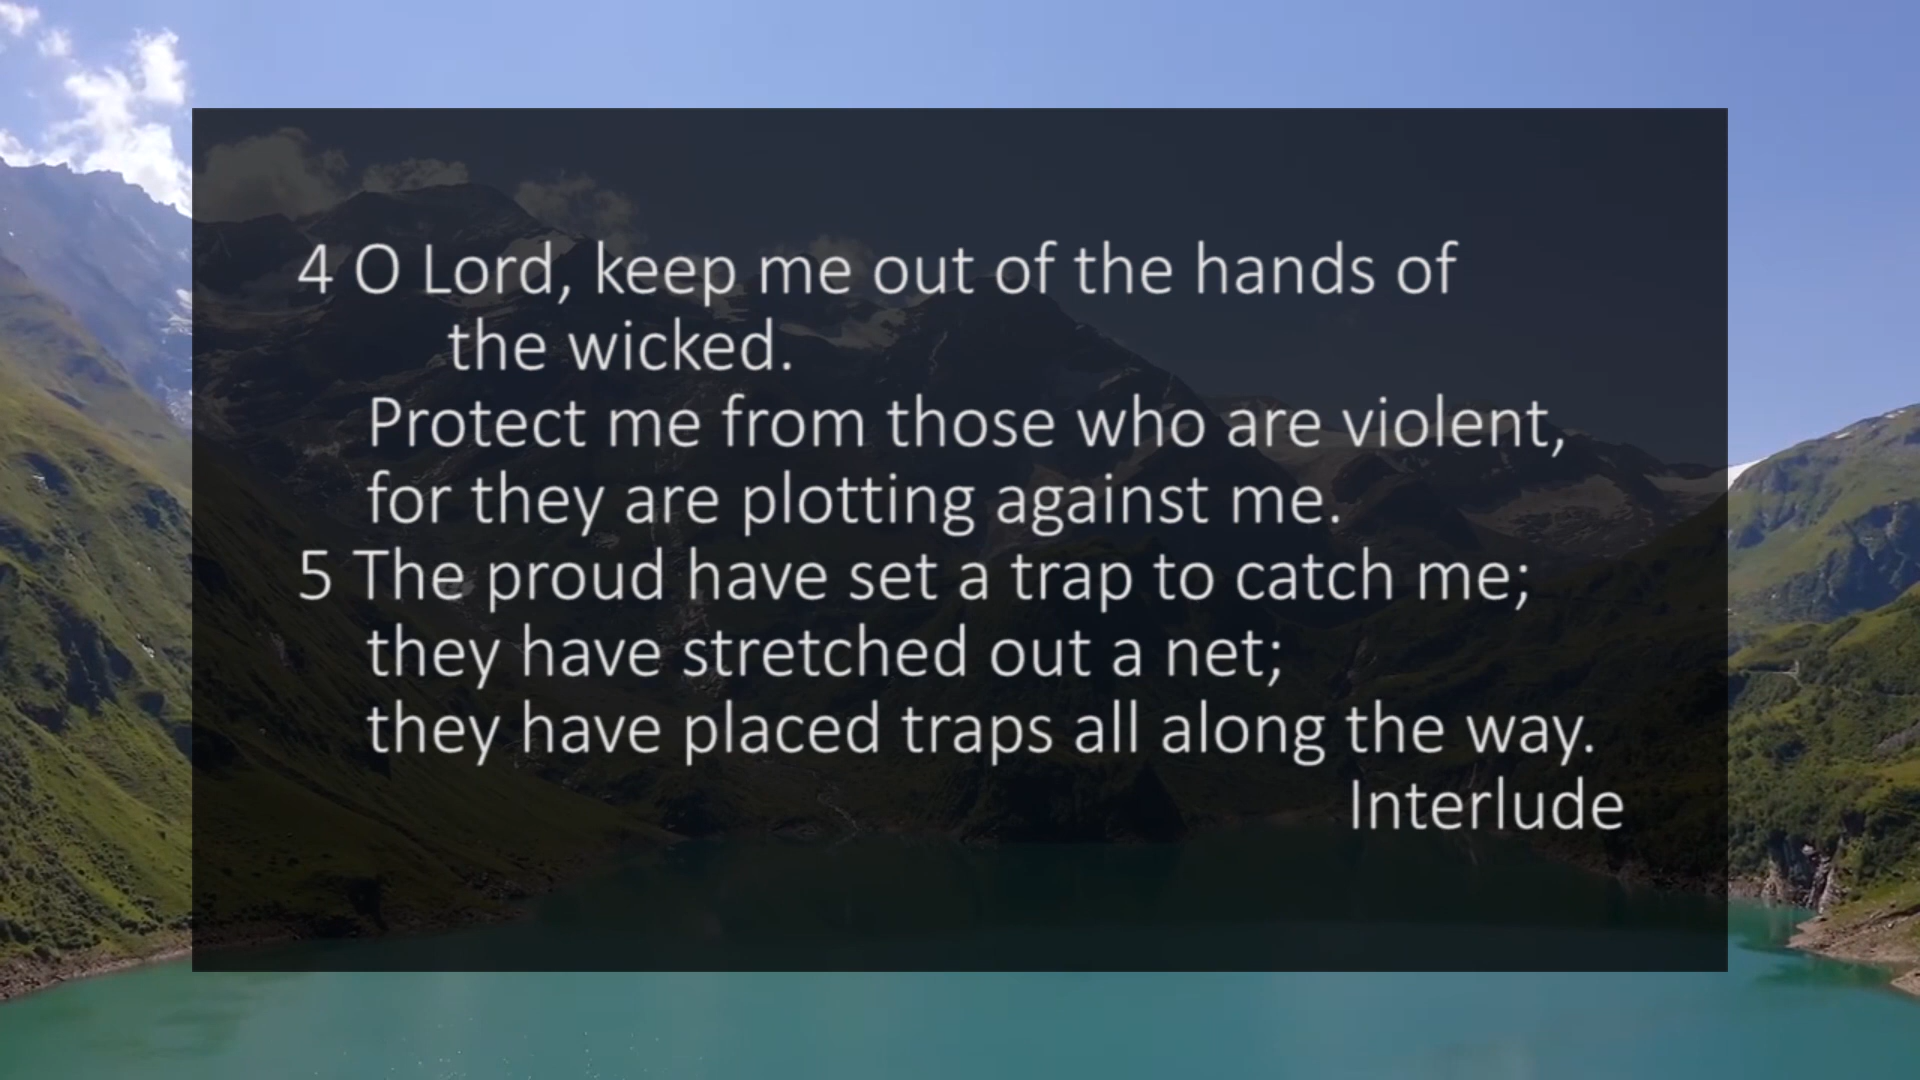 4 O Lord, keep me out of the hands of
the wicked.
Protect me from those who are violent,
for they are plotting against me.
5 The proud have set a trap to catch me;
they have stretched out a net;
they have placed traps all along the way.
Interlude